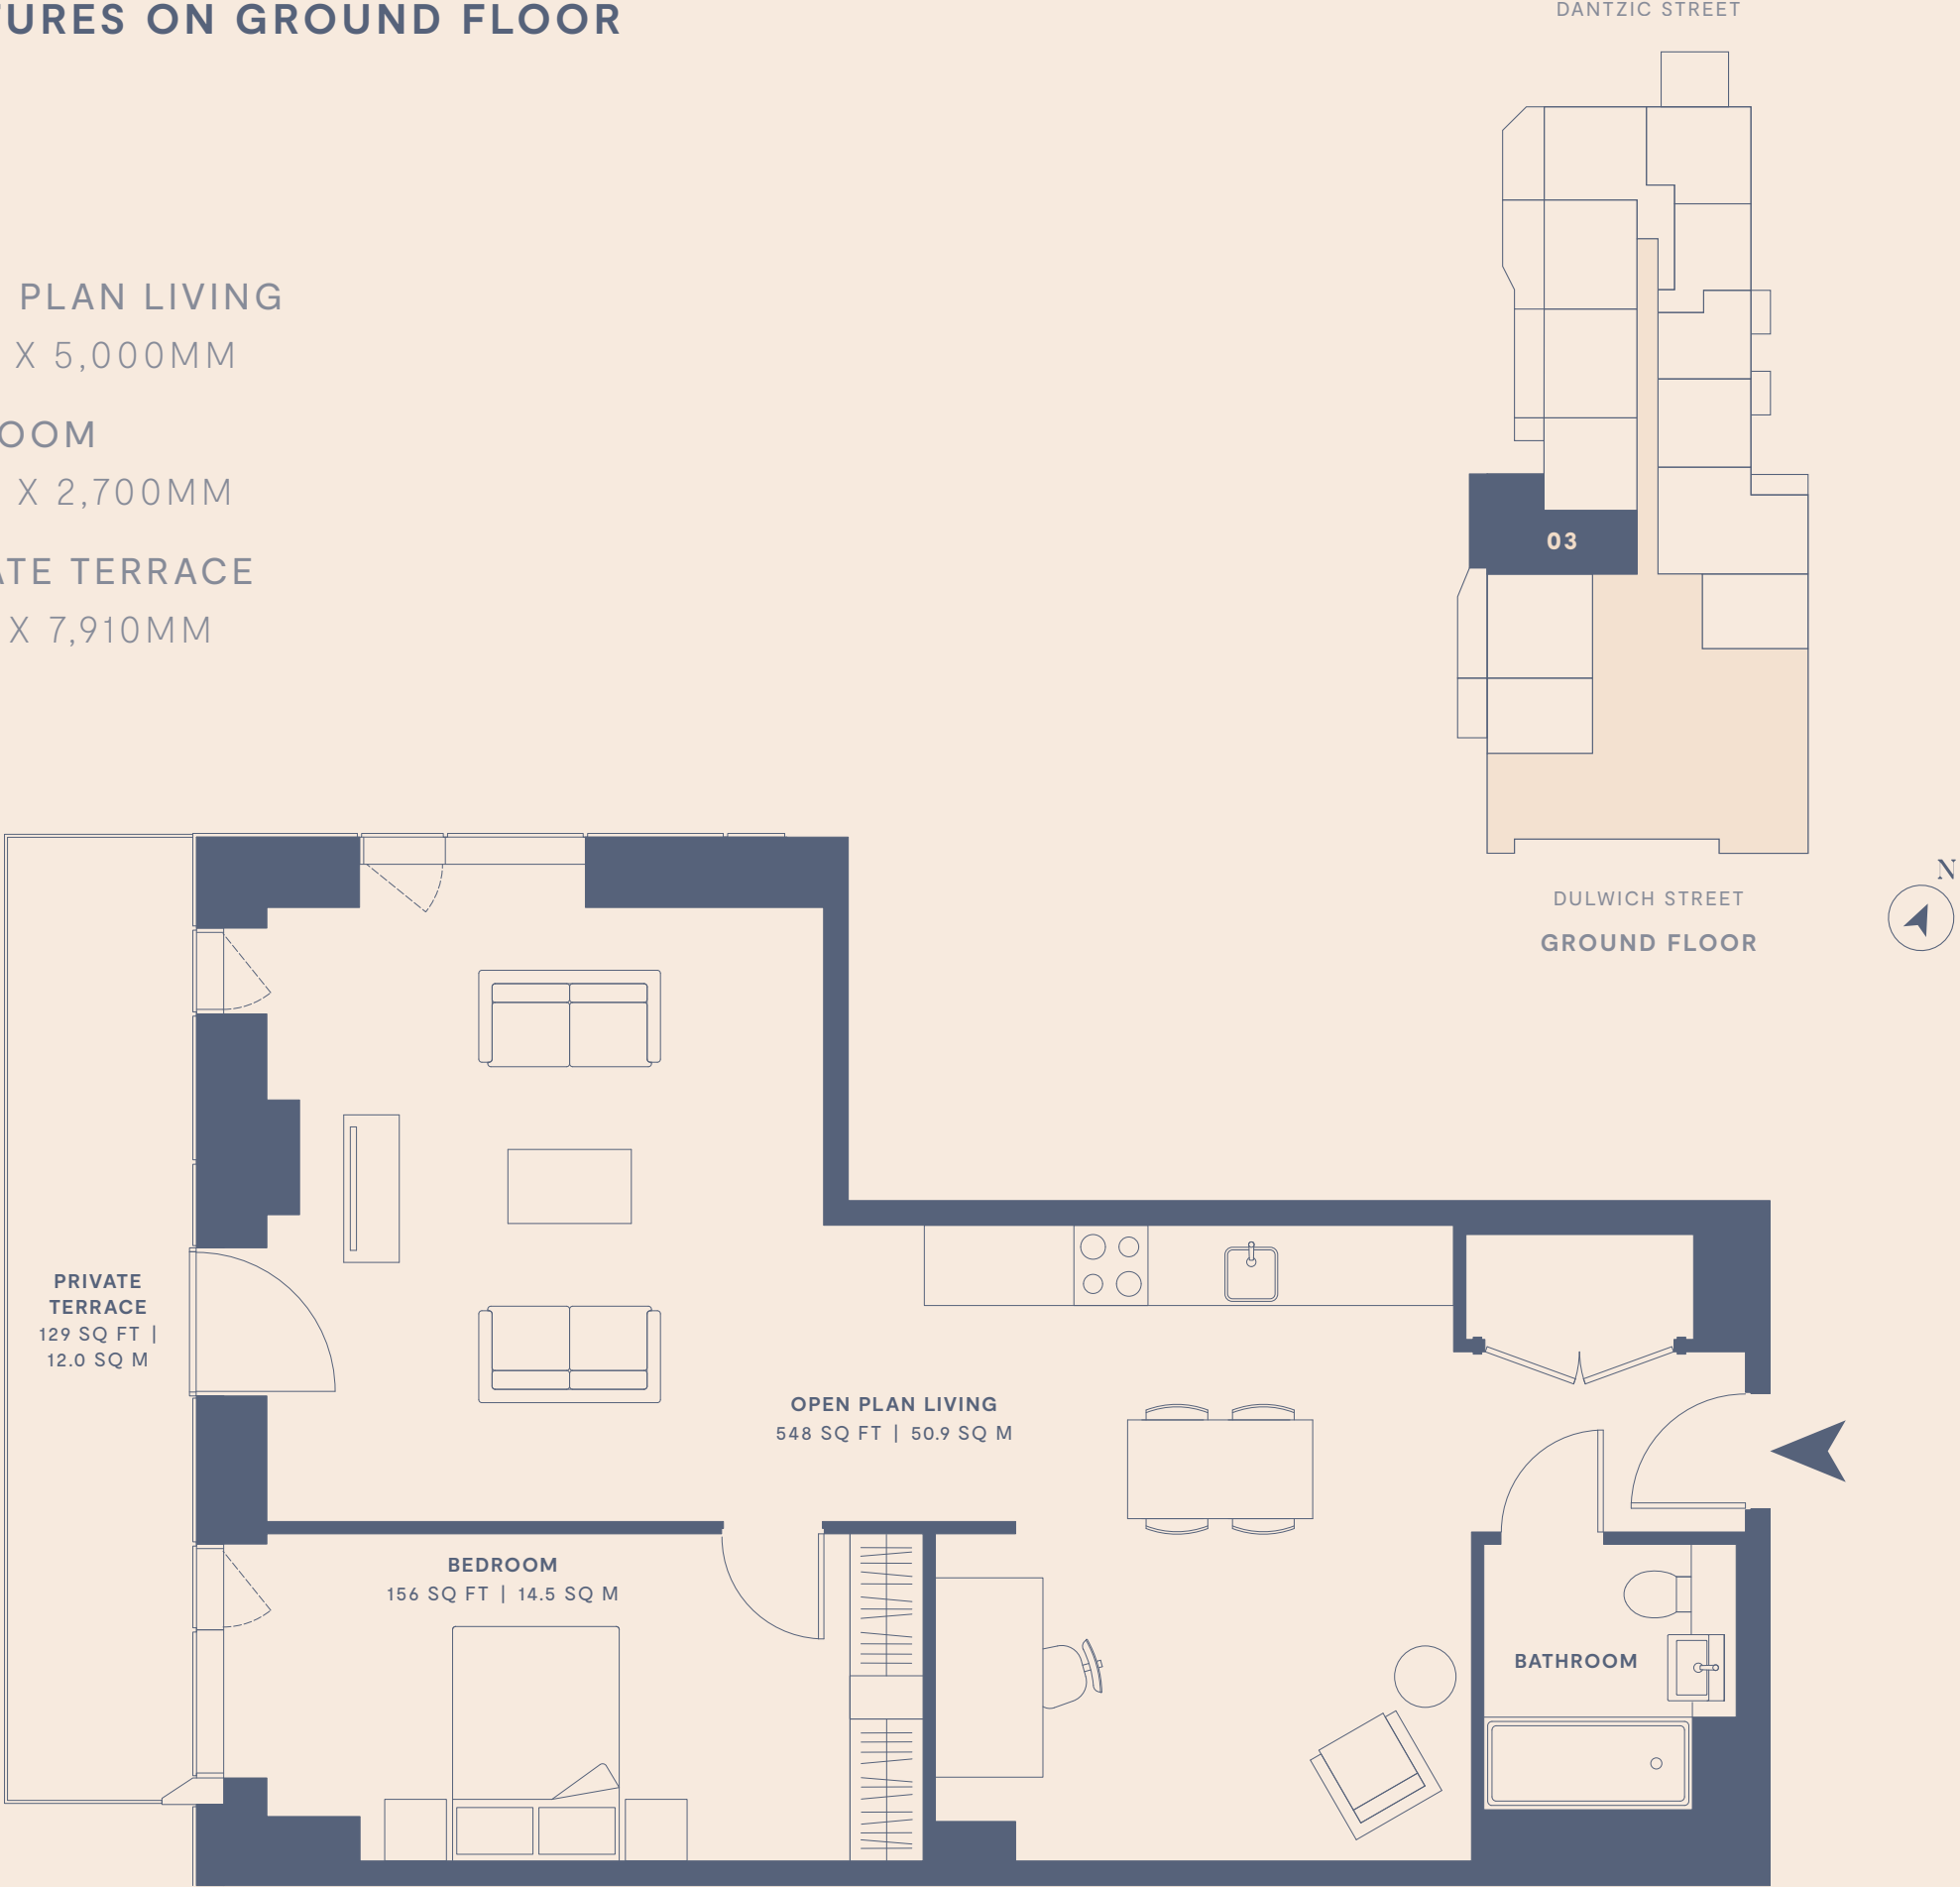 TURES ON GROUND FLOOR
PLAN LIVING
X 5,000MM
OOM
X 2,700MM
ATE TERRACE
X 7,910MM
DANTZIC STREET
03
DULWICH STREET
GROUND FLOOR
N
PRIVATE
TERRACE
129 SQ FT |
12.0 SQ M
OPEN PLAN LIVING
548 SQ FT | 50.9 SQ M
BEDROOM
156 SQ FT | 14.5 SQ M
BATHROOM